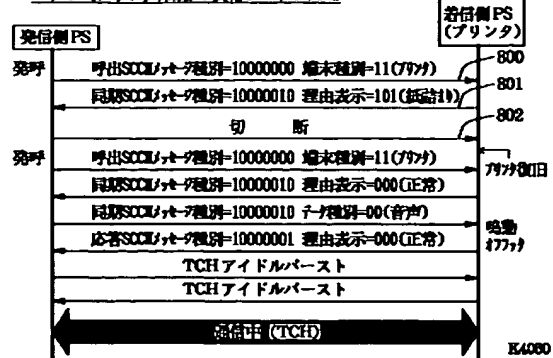 着信側PS
(プリンタ)
発信側PS
800
発呼
呼出SCCHメッセージ種別=10000000 端末種別=11(プリンタ)
801
同期SCCHメッセージ種別=10000010 理由表示=101(紙詰まり)
802
切 断
発呼
呼出SCCHメッセージ種別=10000000 端末種別=11(プリンタ)
プリンタ復旧
同期SCCHメッセージ種別=10000010 理由表示=000(正常)
同期SCCHメッセージ種別=10000010 データ種別=00(音声)
鳴動
オフフック
応答SCCHメッセージ種別=10000001 理由表示=000(正常)
TCHアイドルバースト
TCHアイドルバースト
通信中 (TCH)
K4060